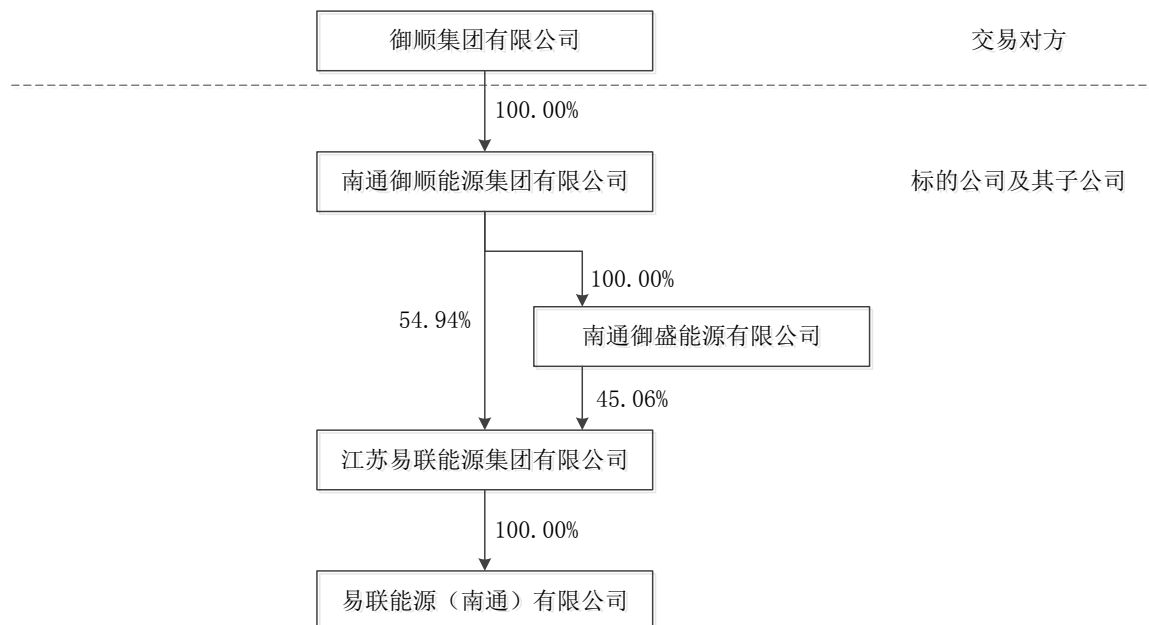 御顺集团有限公司
交易对方
100.00%
南通御顺能源集团有限公司
标的公司及其子公司
100.00%
54.94%
南通御盛能源有限公司
45.06%
江苏易联能源集团有限公司
100.00%
易联能源（南通）有限公司